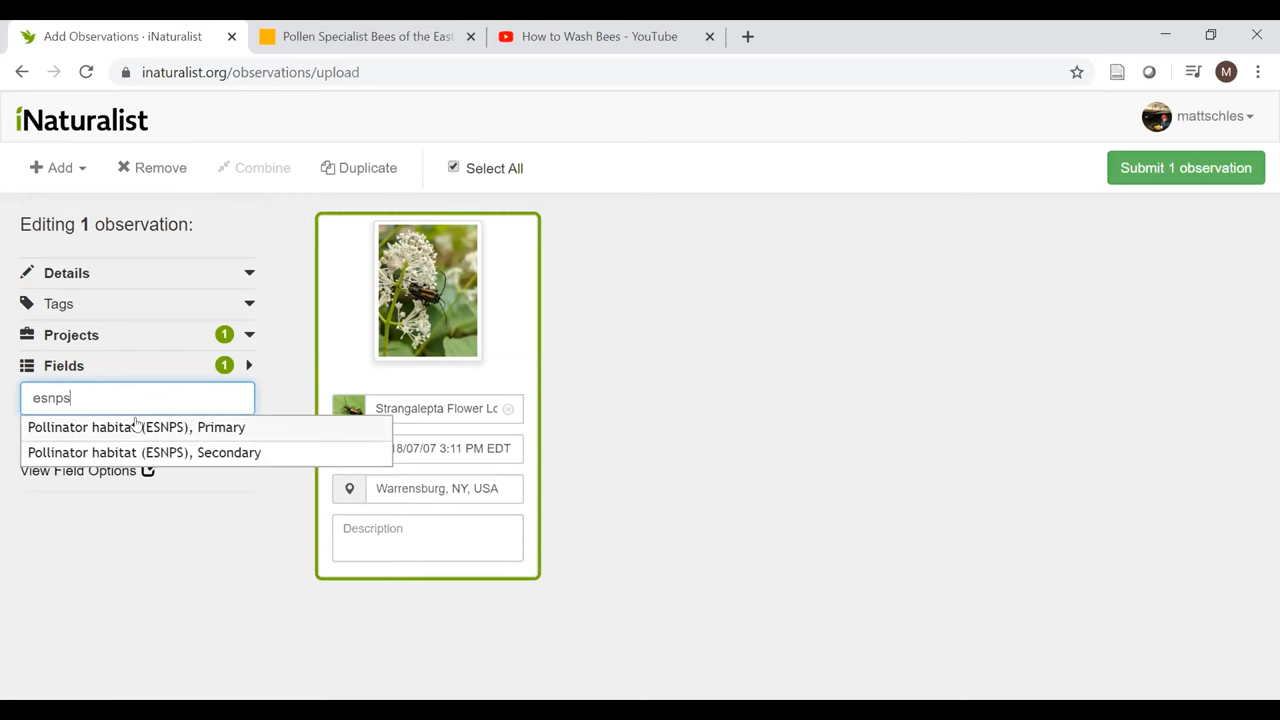 Add Observations · iNaturalist
Pollen Specialist Bees of the East
How to Wash Bees - YouTube
inaturalist.org/observations/upload
M
iNaturalist
mattschles
Add
Remove
Combine
Duplicate
Select All
Submit 1 observation
Editing 1 observation:
Details
Tags
Projects 1
Fields 1
esnps
Pollinator habitat (ESNPS), Primary
Pollinator habitat (ESNPS), Secondary
View Field Options
Strangalepta Flower Lo
18/07/07 3:11 PM EDT
Warrensburg, NY, USA
Description